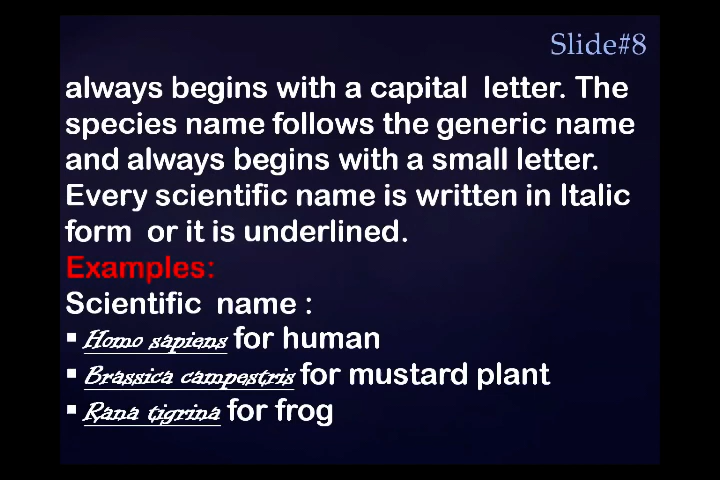 Slide#8
always begins with a capital letter. The
species name follows the generic name
and always begins with a small letter.
Every scientific name is written in Italic
form or it is underlined.
Examples:
Scientific name :
▪ Homo sapiens for human
▪ Brassica campestris for mustard plant
▪ Rana tigrina for frog